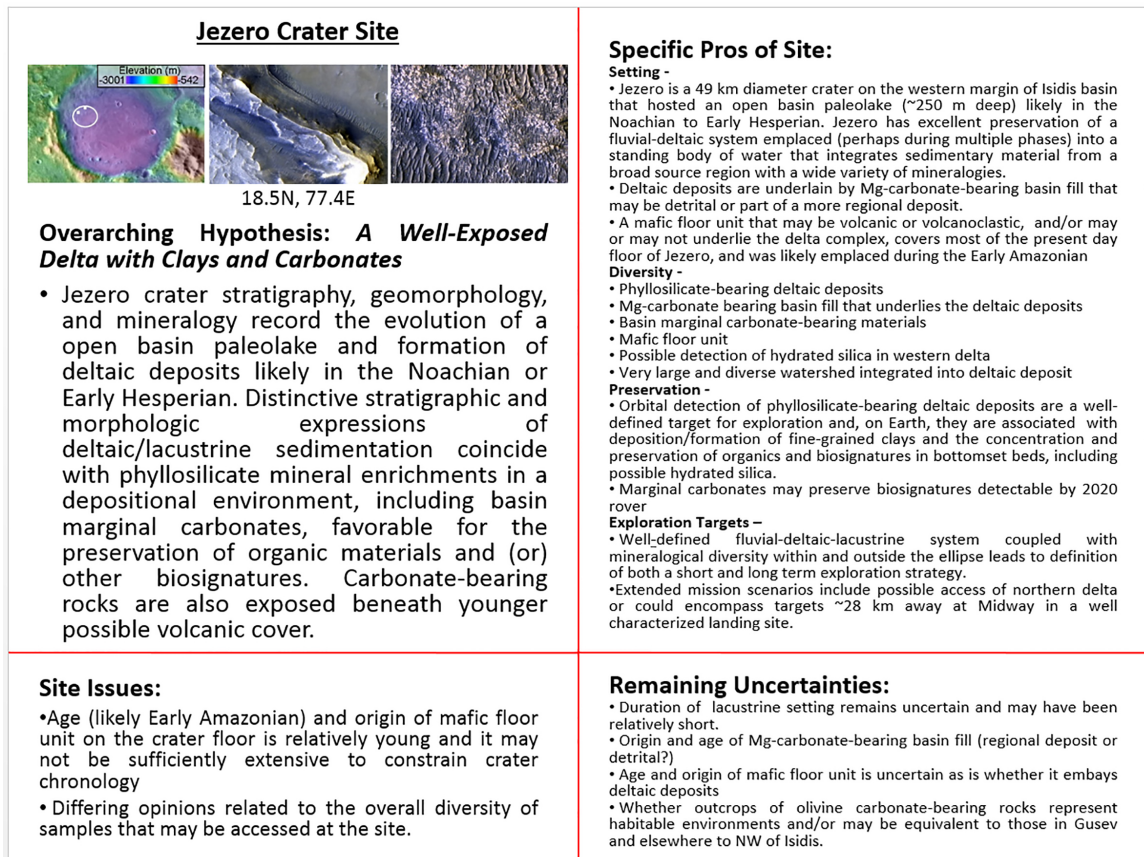 Jezero Crater Site
Elevation (m)
-3001 -542
18.5N, 77.4E
Overarching Hypothesis: A Well-Exposed
Delta with Clays and Carbonates
• Jezero crater stratigraphy, geomorphology,
and mineralogy record the evolution of a
open basin paleolake and formation of
deltaic deposits likely in the Noachian or
Early Hesperian. Distinctive stratigraphic and
morphologic expressions of
deltaic/lacustrine sedimentation coincide
with phyllosilicate mineral enrichments in a
depositional environment, including basin
marginal carbonates, favorable for the
preservation of organic materials and (or)
other biosignatures. Carbonate-bearing
rocks are also exposed beneath younger
possible volcanic cover.
Specific Pros of Site:
Setting -
• Jezero is a 49 km diameter crater on the western margin of Isidis basin
that hosted an open basin paleolake (~250 m deep) likely in the
Noachian to Early Hesperian. Jezero has excellent preservation of a
fluvial-deltaic system emplaced (perhaps during multiple phases) into a
standing body of water that integrates sedimentary material from a
broad source region with a wide variety of mineralogies.
• Deltaic deposits are underlain by Mg-carbonate-bearing basin fill that
may be detrital or part of a more regional deposit.
• A mafic floor unit that may be volcanic or volcanoclastic, and/or may
or may not underlie the delta complex, covers most of the present day
floor of Jezero, and was likely emplaced during the Early Amazonian
Diversity -
• Phyllosilicate-bearing deltaic deposits
• Mg-carbonate bearing basin fill that underlies the deltaic deposits
• Basin marginal carbonate-bearing materials
• Mafic floor unit
• Possible detection of hydrated silica in western delta
• Very large and diverse watershed integrated into deltaic deposit
Preservation -
• Orbital detection of phyllosilicate-bearing deltaic deposits are a well-
defined target for exploration and, on Earth, they are associated with
deposition/formation of fine-grained clays and the concentration and
preservation of organics and biosignatures in bottomset beds, including
possible hydrated silica.
• Marginal carbonates may preserve biosignatures detectable by 2020
rover
Exploration Targets –
• Well-defined fluvial-deltaic-lacustrine system coupled with
mineralogical diversity within and outside the ellipse leads to definition
of both a short and long term exploration strategy.
•Extended mission scenarios include possible access of northern delta
or could encompass targets ~28 km away at Midway in a well
characterized landing site.
Site Issues:
•Age (likely Early Amazonian) and origin of mafic floor
unit on the crater floor is relatively young and it may
not be sufficiently extensive to constrain crater
chronology
• Differing opinions related to the overall diversity of
samples that may be accessed at the site.
Remaining Uncertainties:
• Duration of lacustrine setting remains uncertain and may have been
relatively short.
• Origin and age of Mg-carbonate-bearing basin fill (regional deposit or
detrital?)
• Age and origin of mafic floor unit is uncertain as is whether it embays
deltaic deposits
• Whether outcrops of olivine carbonate-bearing rocks represent
habitable environments and/or may be equivalent to those in Gusev
and elsewhere to NW of Isidis.